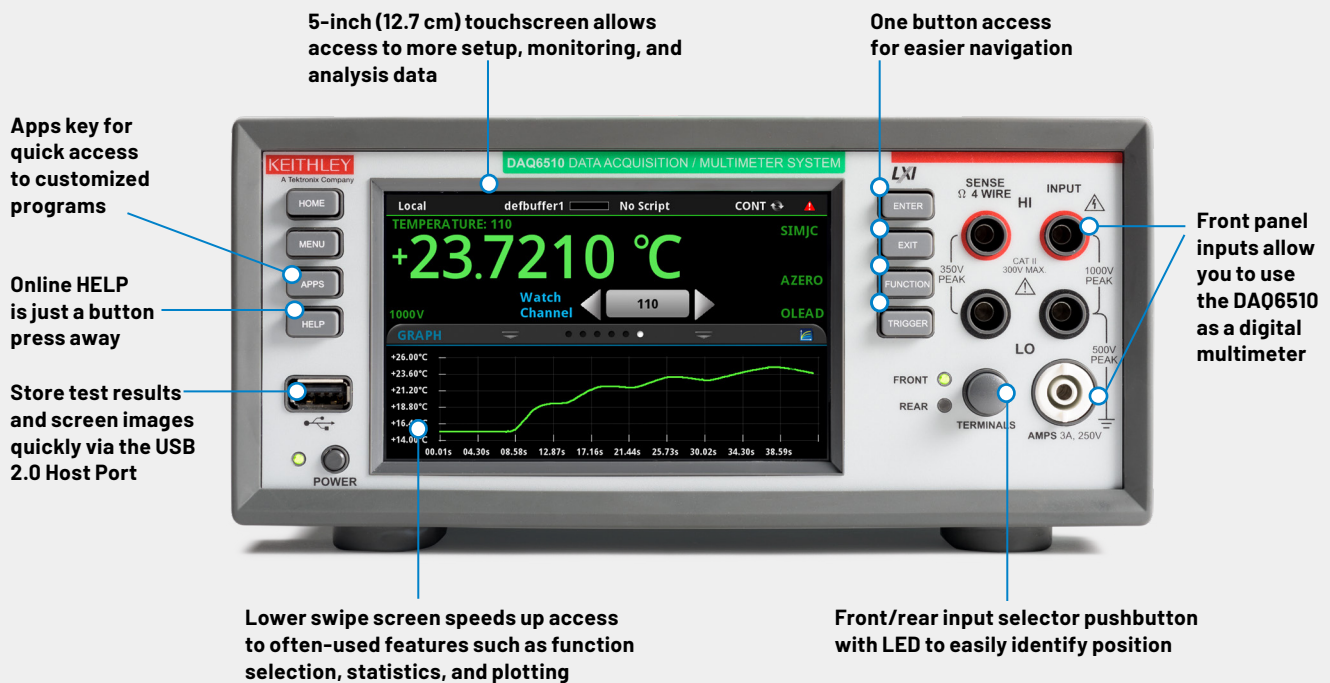 5-inch (12.7 cm) touchscreen allows
access to more setup, monitoring, and
analysis data
One button access
for easier navigation
Apps key for
quick access
to customized
programs
Online HELP
is just a button
press away
Store test results
and screen images
quickly via the USB
2.0 Host Port
KEITHLEY
A Tektronix Company
DAQ6510 DATA ACQUISITION / MULTIMETER SYSTEM
LXI
HOME
MENU
APPS
HELP
POWER
Local defbuffer1 No Script CONT
TEMPERATURE: 110
+23.7210 °C
SIMJC
AZERO
OLEAD
Watch
Channel
110
1000V
GRAPH
+26.00°C
+23.60°C
+21.20°C
+18.80°C
+14.00°C
00.01s 04.30s 08.58s 12.87s 17.16s 21.44s 25.73s 30.02s 34.30s 38.59s
ENTER
EXIT
FUNCTION
TRIGGER
SENSE
Ω 4 WIRE
HI
INPUT
350V
PEAK
CAT II
300V MAX.
1000V
PEAK
LO
500V
PEAK
FRONT
REAR
TERMINALS
AMPS 3A, 250V
Front panel
inputs allow
you to use
the DAQ6510
as a digital
multimeter
Lower swipe screen speeds up access
to often-used features such as function
selection, statistics, and plotting
Front/rear input selector pushbutton
with LED to easily identify position